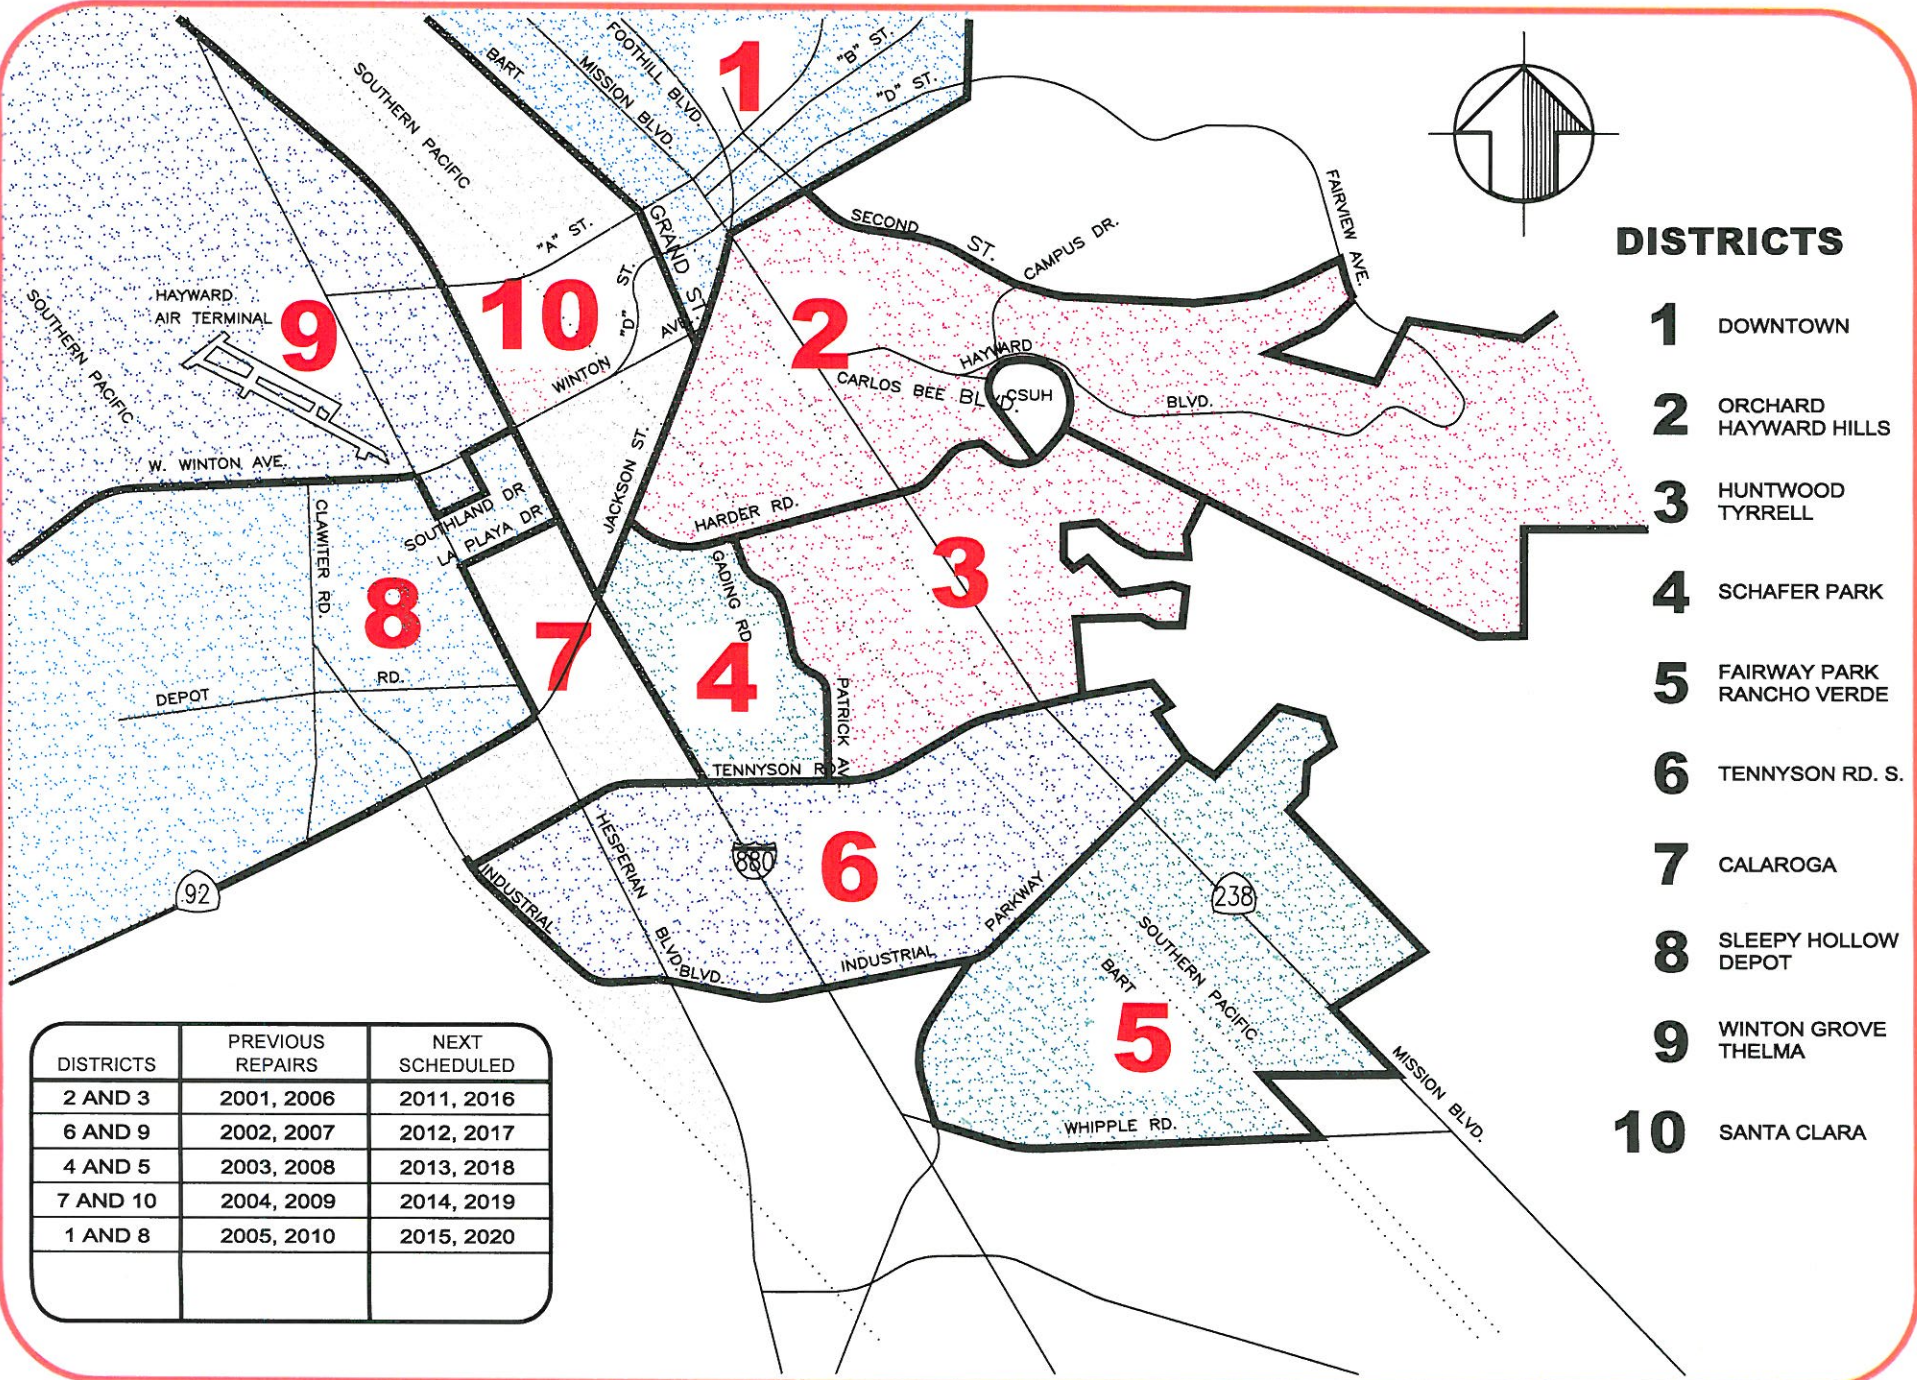 BART
SOUTHERN PACIFIC
FOOTHILL BLVD.
MISSION BLVD.
1
"B" ST.
"D" ST.
GRAND ST.
"A" ST.
SECOND ST.
CAMPUS DR.
FAIRVIEW AVE.
HAYWARD
AIR TERMINAL
SOUTHERN PACIFIC
9
10
"D" ST.
WINTON AVE.
2
HAYWARD BLVD.
CARLOS BEE BLVD.
CSUH
W. WINTON AVE.
CLAWITER RD.
SOUTHLAND DR
LA PLAYA DR
JACKSON ST.
HARDER RD.
GADING RD.
3
8
7
4
DEPOT RD.
PATRICK AV
TENNYSON RD.
92
HESPERIAN BLVD.
880
6
INDUSTRIAL BLVD.
INDUSTRIAL PARKWAY
238
SOUTHERN PACIFIC
BART
5
MISSION BLVD.
WHIPPLE RD.
DISTRICTS
1 DOWNTOWN
2 ORCHARD
HAYWARD HILLS
3 HUNTWOOD
TYRRELL
4 SCHAFER PARK
5 FAIRWAY PARK
RANCHO VERDE
6 TENNYSON RD. S.
7 CALAROGA
8 SLEEPY HOLLOW
DEPOT
9 WINTON GROVE
THELMA
10 SANTA CLARA
DISTRICTS PREVIOUS REPAIRS NEXT SCHEDULED
2 AND 3 2001, 2006 2011, 2016
6 AND 9 2002, 2007 2012, 2017
4 AND 5 2003, 2008 2013, 2018
7 AND 10 2004, 2009 2014, 2019
1 AND 8 2005, 2010 2015, 2020